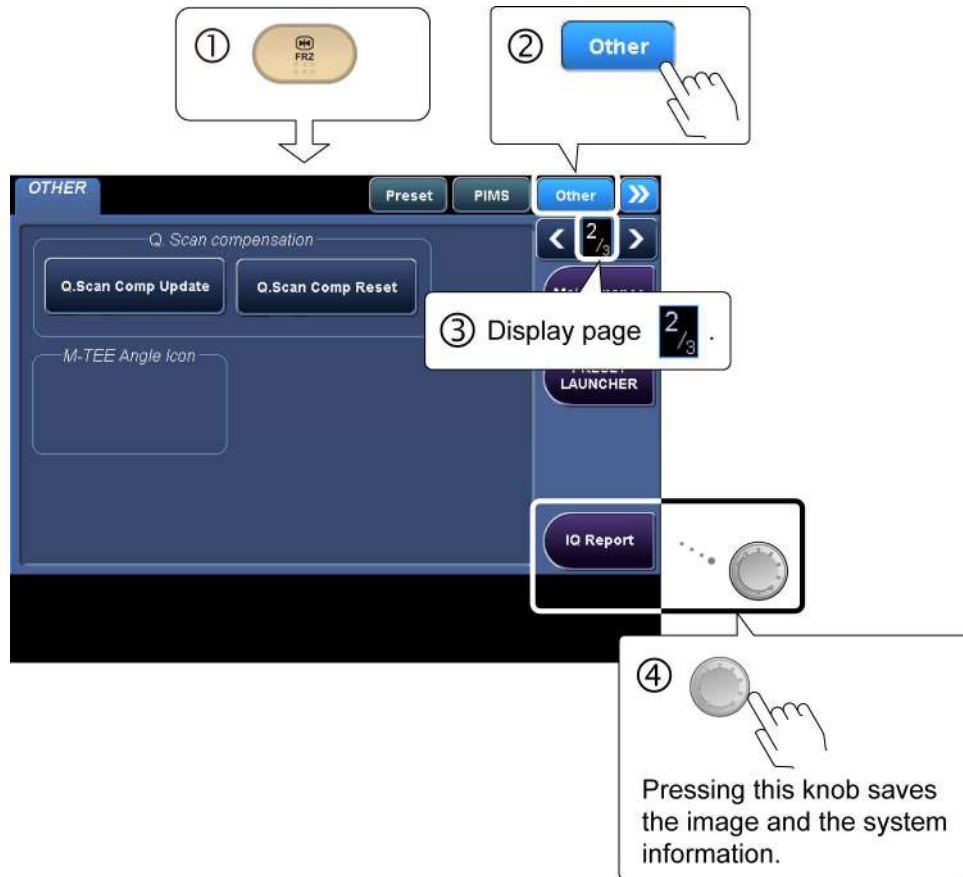 ①
FRZ
②
Other
OTHER
Preset
PIMS
Other
»
Q. Scan compensation
< 2/3 >
Q.Scan Comp Update
Q.Scan Comp Reset
③ Display page 2/3 .
M-TEE Angle Icon
LAUNCHER
IQ Report
④
Pressing this knob saves
the image and the system
information.